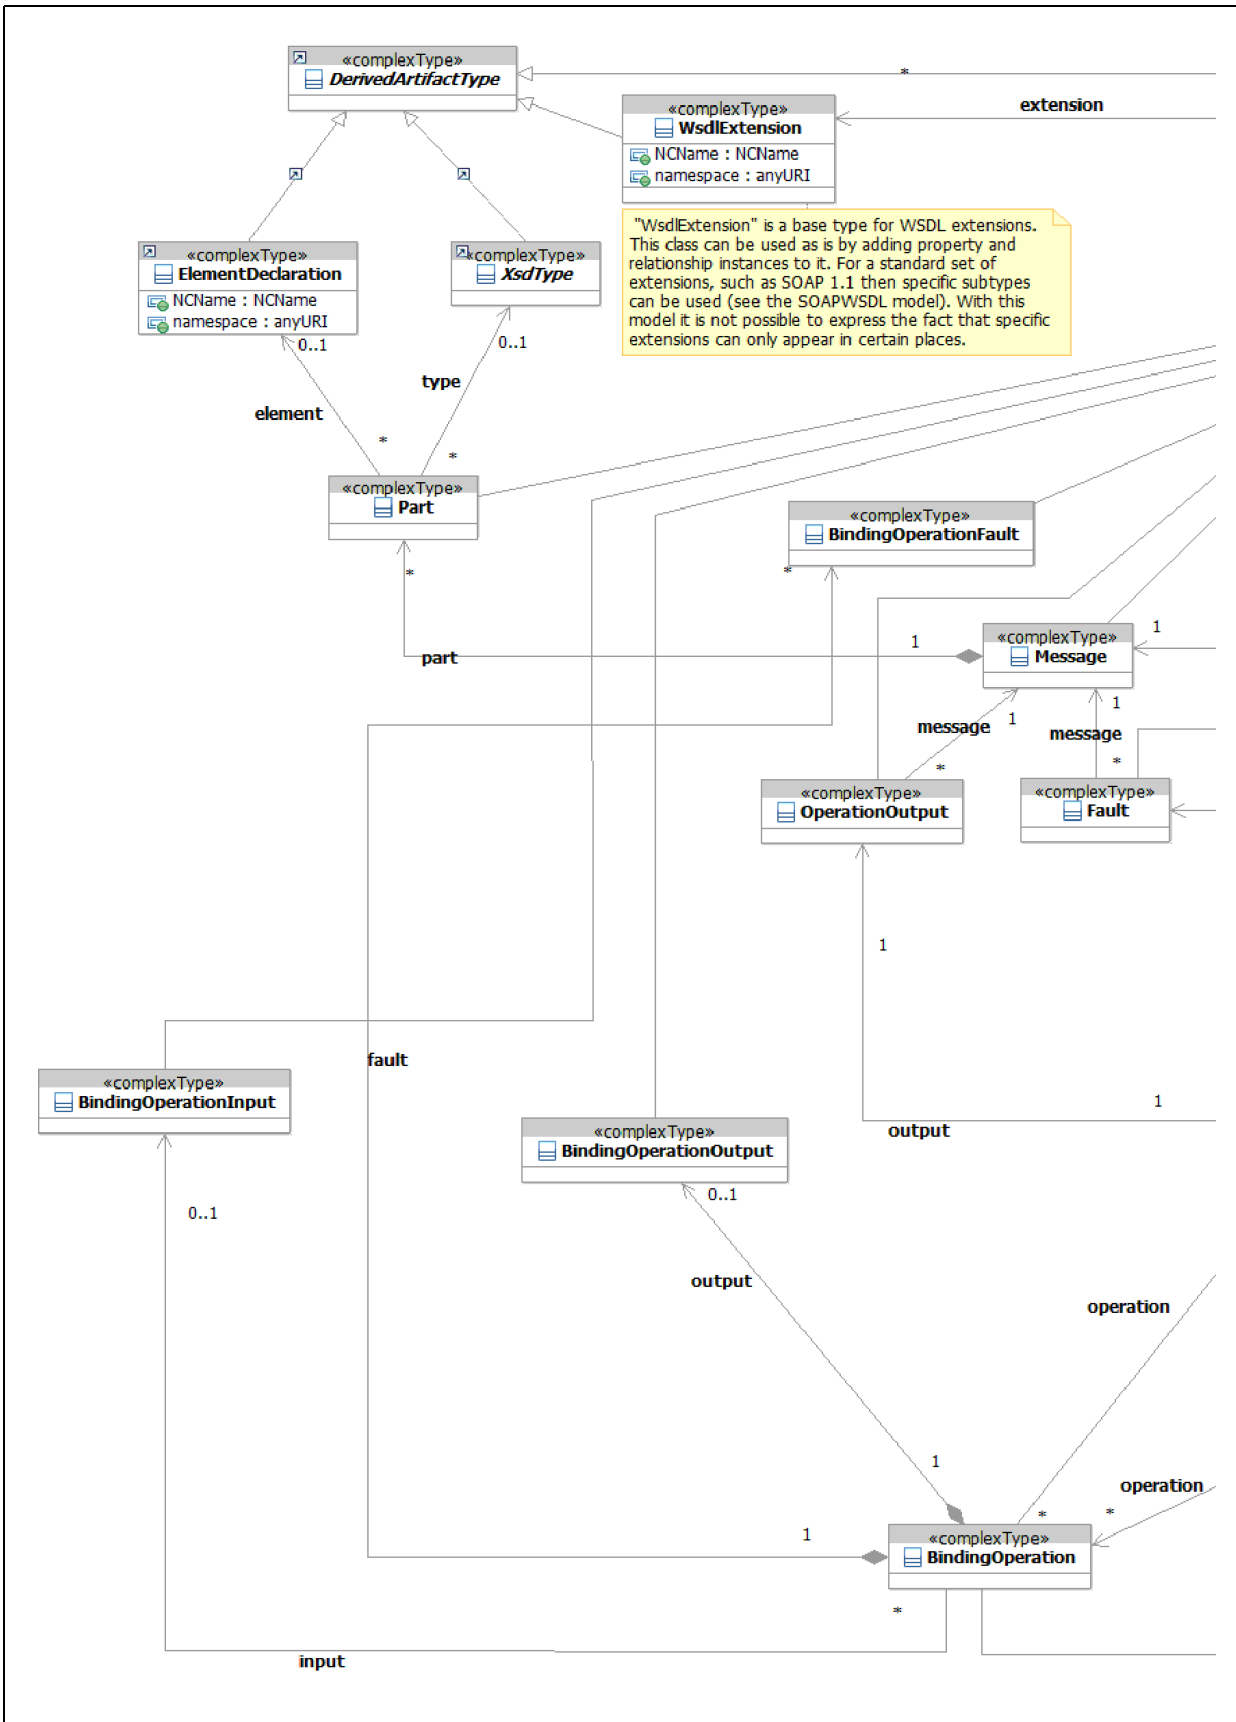 «complexType»
DerivedArtifactType
*
«complexType»
WsdlExtension
NCName : NCName
namespace : anyURI
extension
"WsdlExtension" is a base type for WSDL extensions.
This class can be used as is by adding property and
relationship instances to it. For a standard set of
extensions, such as SOAP 1.1 then specific subtypes
can be used (see the SOAPWSDL model). With this
model it is not possible to express the fact that specific
extensions can only appear in certain places.
«complexType»
ElementDeclaration
NCName : NCName
namespace : anyURI
«complexType»
XsdType
0..1
0..1
type
element
*
*
«complexType»
Part
«complexType»
BindingOperationFault
*
*
«complexType»
Message
1
1
part
message
1
1
message
*
*
«complexType»
OperationOutput
«complexType»
Fault
1
fault
«complexType»
BindingOperationInput
1
output
«complexType»
BindingOperationOutput
0..1
0..1
output
operation
1
operation
*
*
1
«complexType»
BindingOperation
*
input